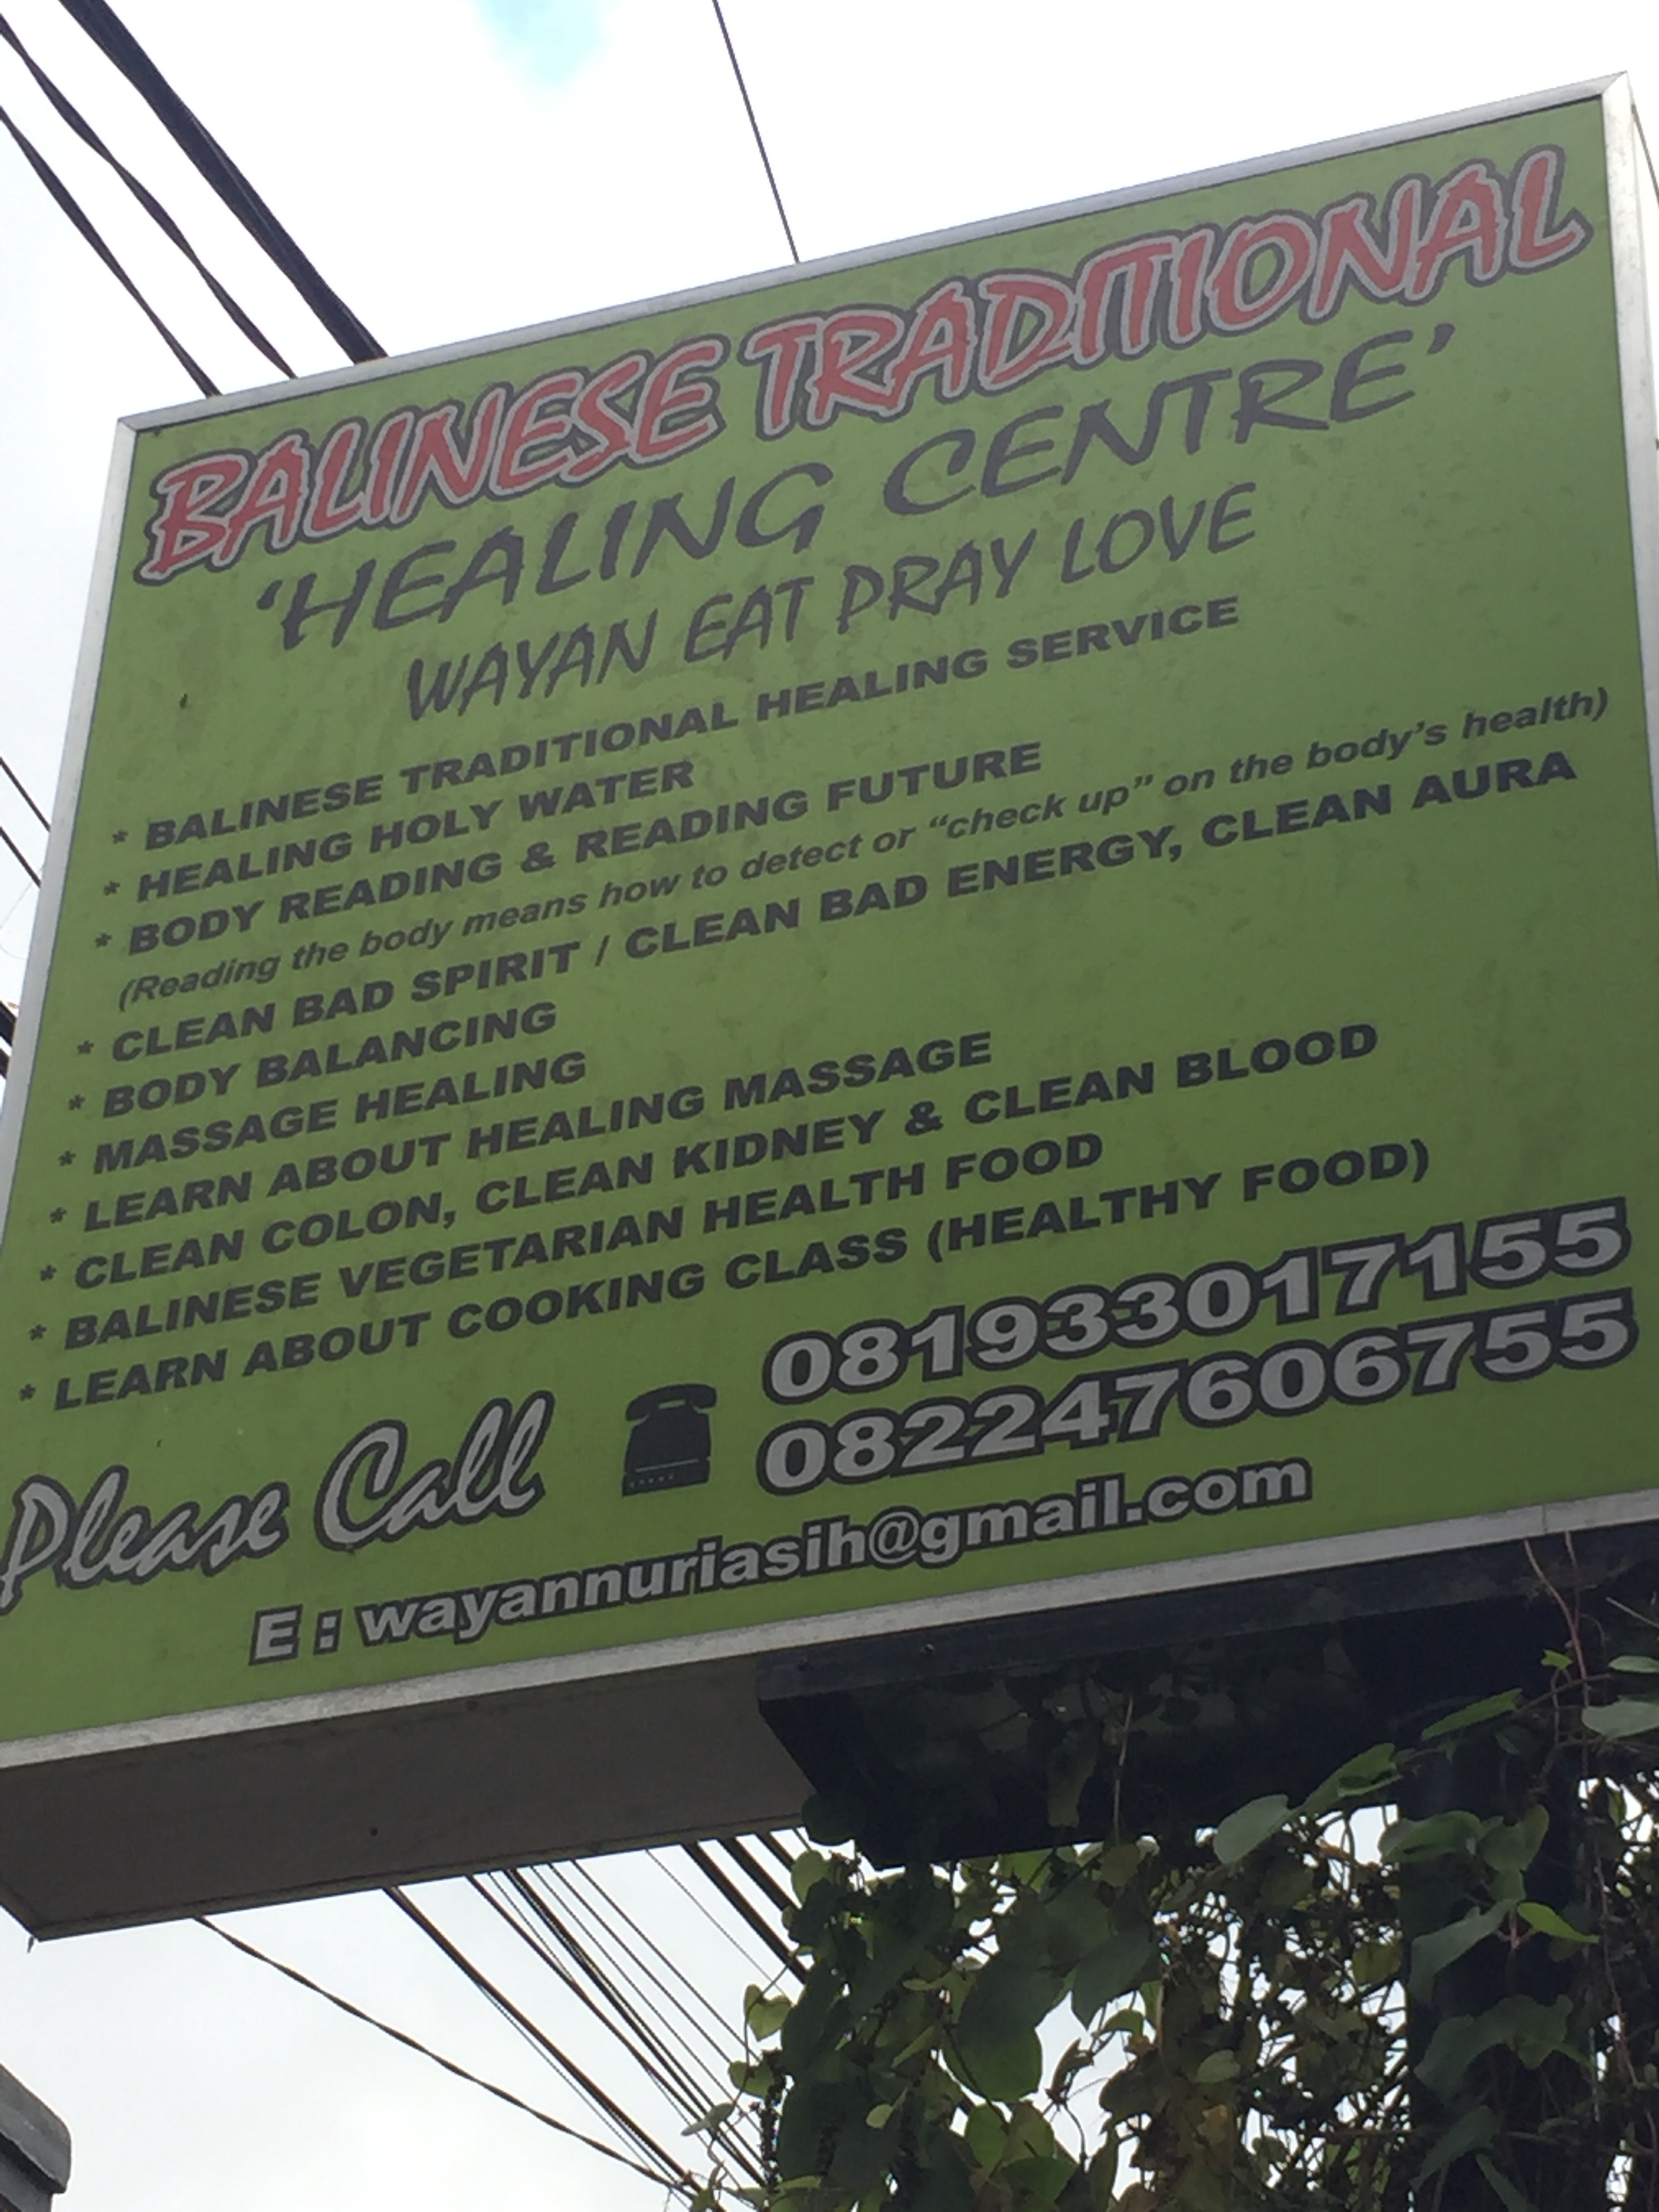 BALINESE TRADITIONAL
'HEALING CENTRE'
WAYAN EAT PRAY LOVE
* BALINESE TRADITIONAL HEALING SERVICE
* HEALING HOLY WATER
* BODY READING & READING FUTURE
(Reading the body means how to detect or "check up" on the body's health)
* CLEAN BAD SPIRIT / CLEAN BAD ENERGY, CLEAN AURA
* BODY BALANCING
* MASSAGE HEALING
* LEARN ABOUT HEALING MASSAGE
* CLEAN COLON, CLEAN KIDNEY & CLEAN BLOOD
* BALINESE VEGETARIAN HEALTH FOOD
* LEARN ABOUT COOKING CLASS (HEALTHY FOOD)
Please Call 081933017155
082247606755
E : wayannuriasih@gmail.com